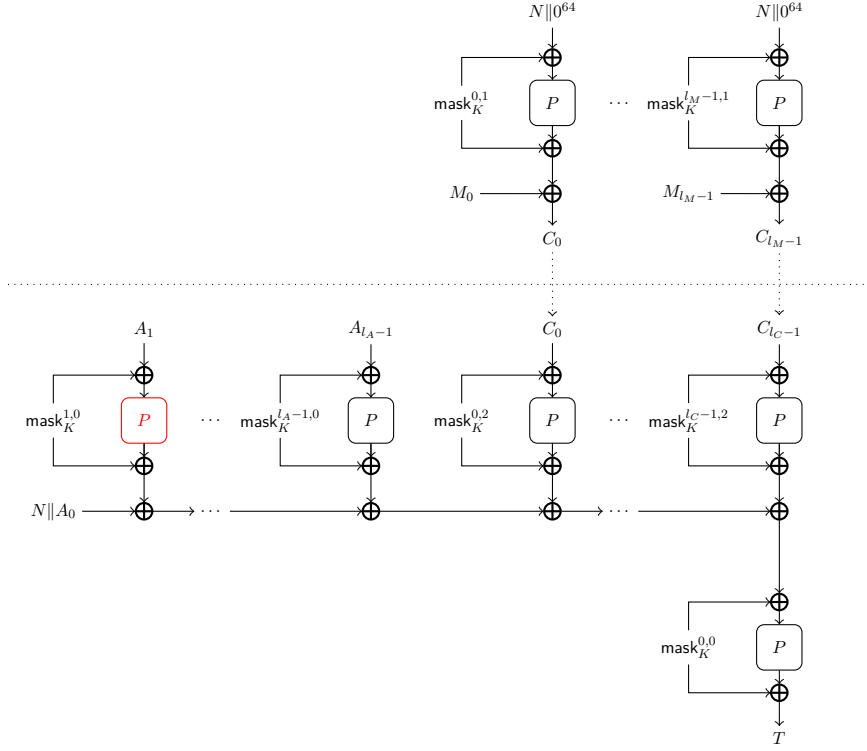 N‖0^{64} N‖0^{64}
mask_K^{0,1} P ··· mask_K^{l_M−1,1} P
M_0 M_{l_M−1}
C_0 C_{l_M−1}
A_1 A_{l_A−1} C_0 C_{l_C−1}
mask_K^{1,0} P ··· mask_K^{l_A−1,0} P mask_K^{0,2} P ··· mask_K^{l_C−1,2} P
N‖A_0 ··· ···
mask_K^{0,0} P
T